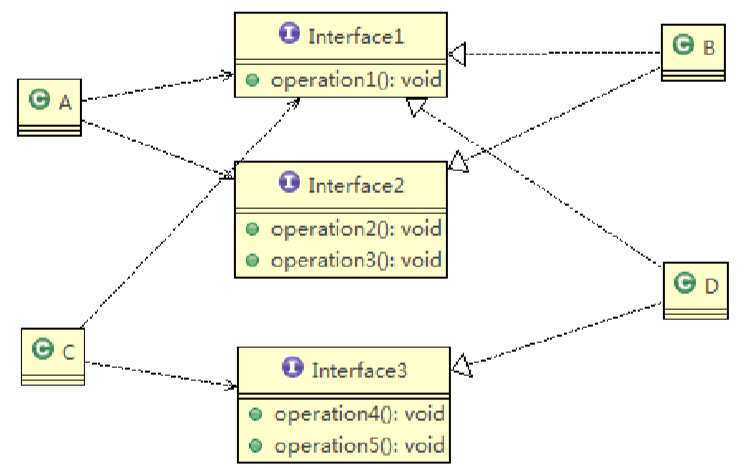 I Interface1
operation1(): void
C B
C A
I Interface2
operation2(): void
operation3(): void
C D
C C
I Interface3
operation4(): void
operation5(): void